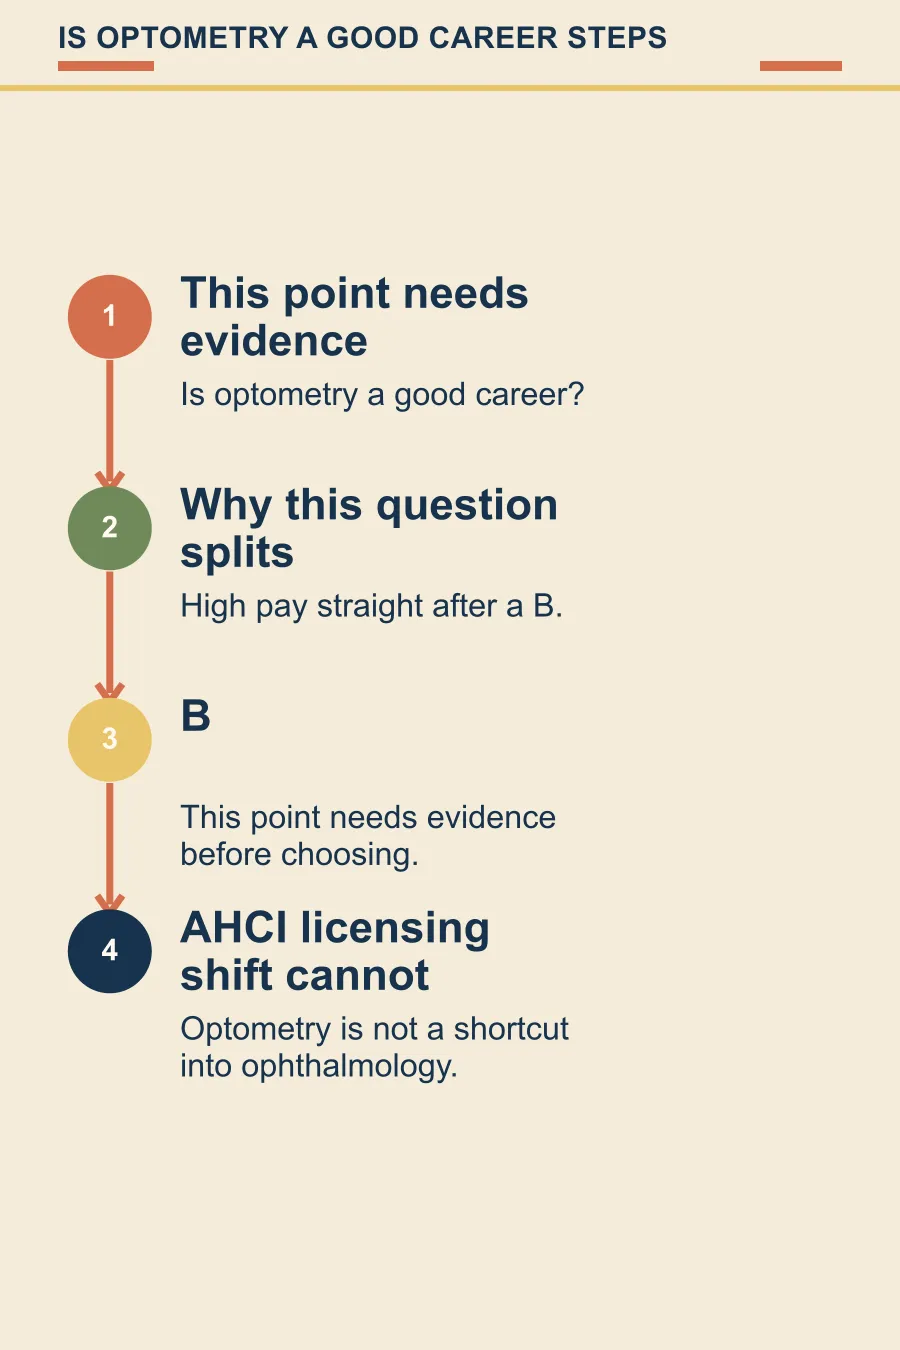 IS OPTOMETRY A GOOD CAREER STEPS
1
This point needs
evidence
Is optometry a good career?
2
Why this question
splits
High pay straight after a B.
3
B
This point needs evidence
before choosing.
4
AHCI licensing
shift cannot
Optometry is not a shortcut
into ophthalmology.